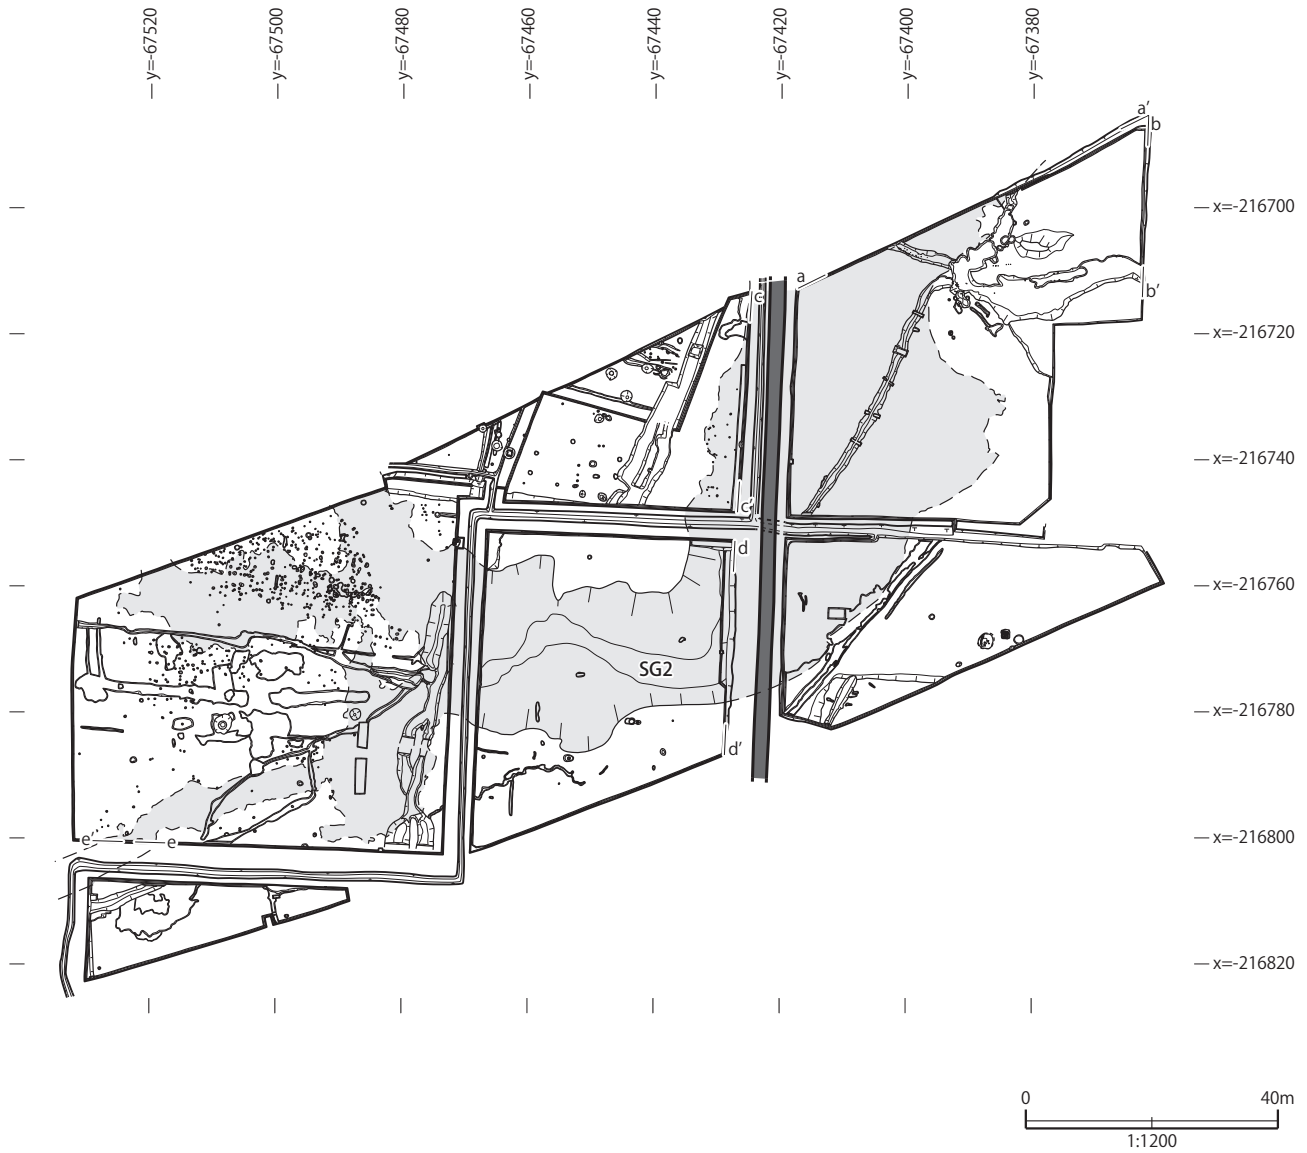 y=-67520
y=-67500
y=-67480
y=-67460
y=-67440
y=-67420
y=-67400
y=-67380
a’
b
x=-216700
a
b’
c
x=-216720
x=-216740
c’
d
x=-216760
SG2
x=-216780
d’
e
e
x=-216800
x=-216820
0
40m
1:1200